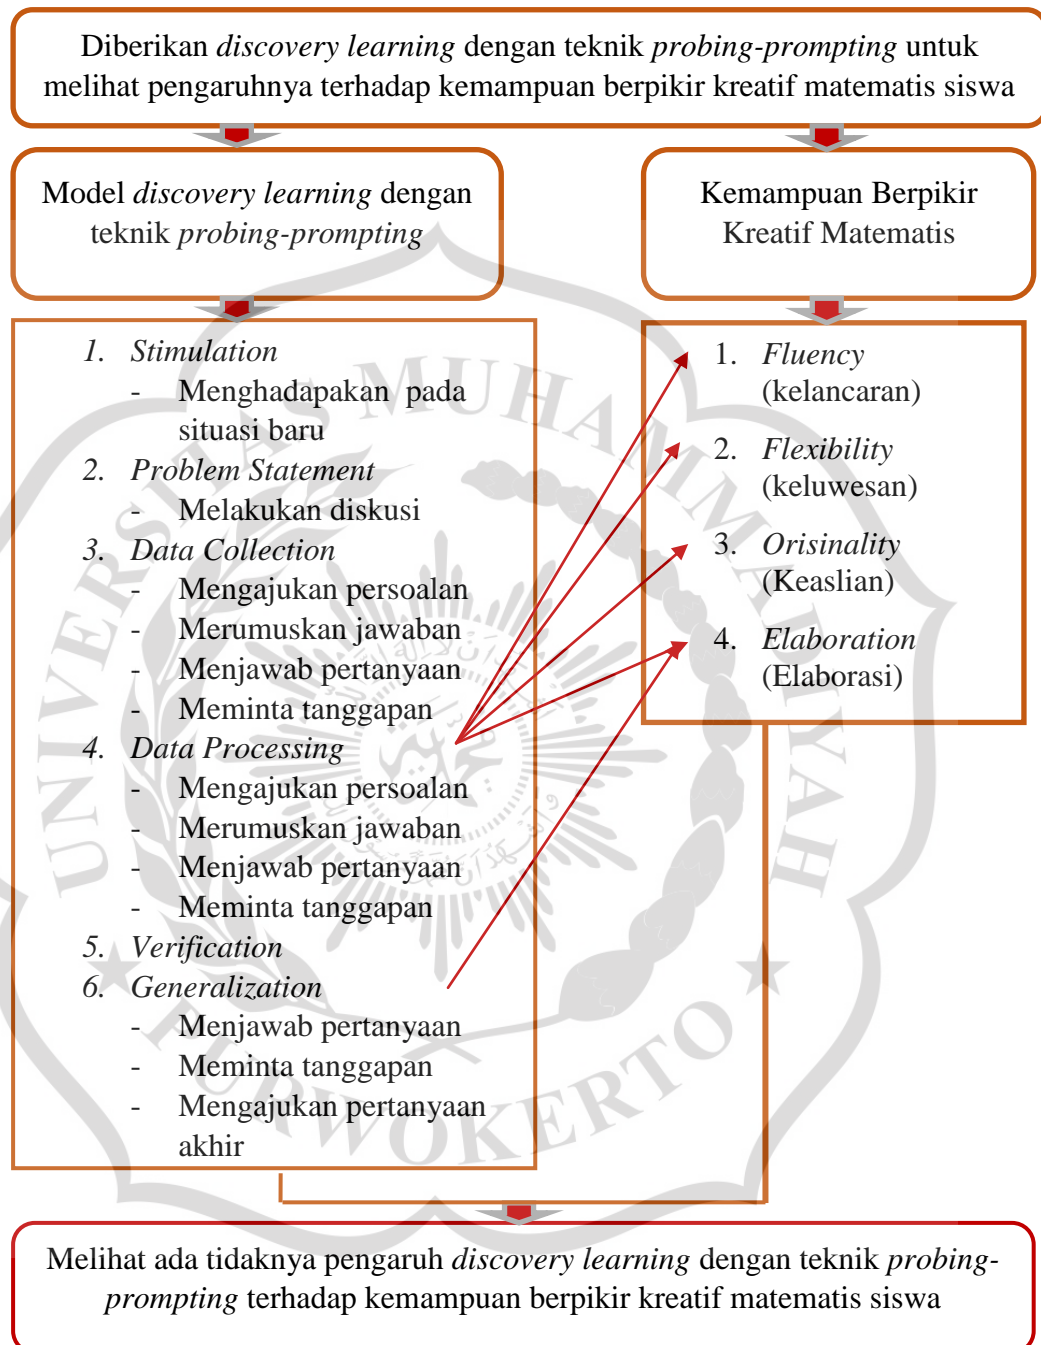 Diberikan discovery learning dengan teknik probing-prompting untuk
melihat pengaruhnya terhadap kemampuan berpikir kreatif matematis siswa
Model discovery learning dengan
teknik probing-prompting
Kemampuan Berpikir
Kreatif Matematis
1. Stimulation
- Menghadapakan pada
situasi baru
2. Problem Statement
- Melakukan diskusi
3. Data Collection
- Mengajukan persoalan
- Merumuskan jawaban
- Menjawab pertanyaan
- Meminta tanggapan
4. Data Processing
- Mengajukan persoalan
- Merumuskan jawaban
- Menjawab pertanyaan
- Meminta tanggapan
5. Verification
6. Generalization
- Menjawab pertanyaan
- Meminta tanggapan
- Mengajukan pertanyaan
akhir
1. Fluency
(kelancaran)
2. Flexibility
(keluwesan)
3. Orisinality
(Keaslian)
4. Elaboration
(Elaborasi)
Melihat ada tidaknya pengaruh discovery learning dengan teknik probing-
prompting terhadap kemampuan berpikir kreatif matematis siswa
UNIVERSITAS MUHAMMADIYAH
PURWOKERTO